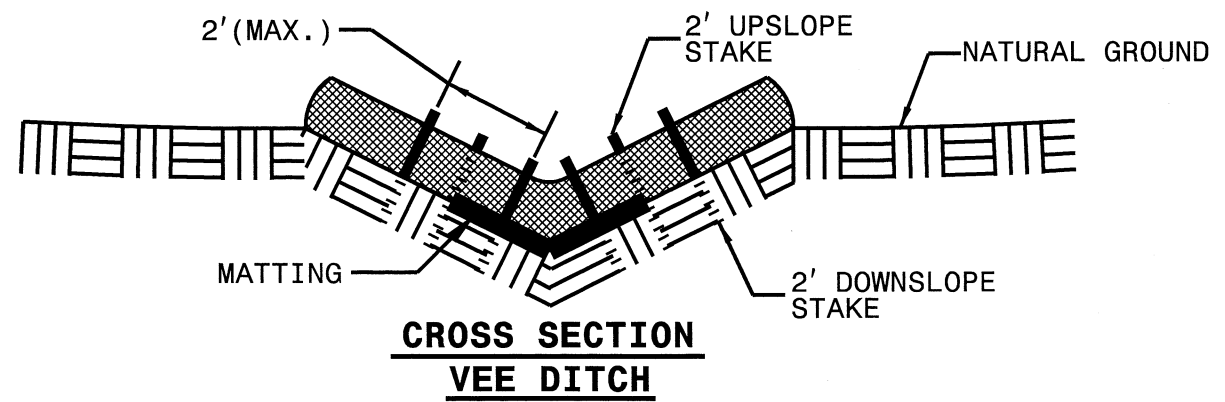 2'(MAX.)
2' UPSLOPE
STAKE
NATURAL GROUND
MATTING
2' DOWNSLOPE
STAKE
CROSS SECTION
VEE DITCH